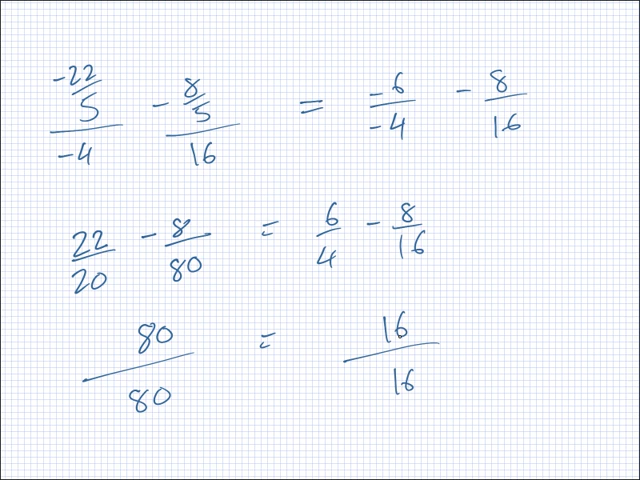 (-22/5)/(-4) - (8/5)/16 = (-6)/(-4) - 8/16
22/20 - 8/80 = 6/4 - 8/16
80/80 = 16/16